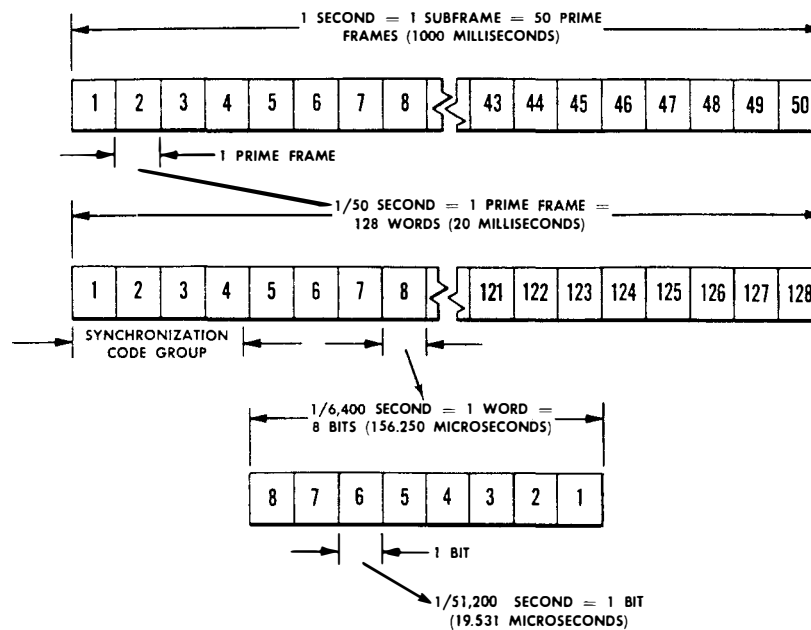 1 SECOND = 1 SUBFRAME = 50 PRIME
FRAMES (1000 MILLISECONDS)
1 2 3 4 5 6 7 8 43 44 45 46 47 48 49 50
1 PRIME FRAME
1/50 SECOND = 1 PRIME FRAME =
128 WORDS (20 MILLISECONDS)
1 2 3 4 5 6 7 8 121 122 123 124 125 126 127 128
SYNCHRONIZATION
CODE GROUP
1/6,400 SECOND = 1 WORD =
8 BITS (156.250 MICROSECONDS)
8 7 6 5 4 3 2 1
1 BIT
1/51,200 SECOND = 1 BIT
(19.531 MICROSECONDS)